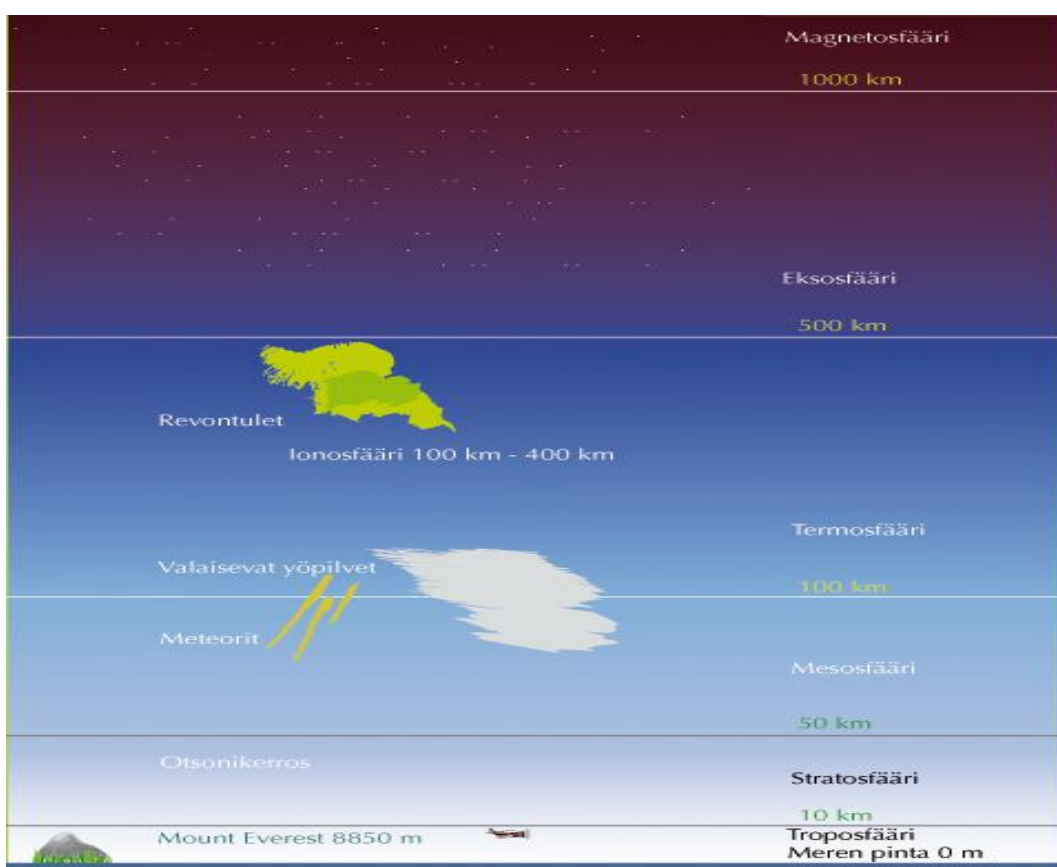 Magnetosfääri
1000 km
Eksosfääri
500 km
Revontulet
Ionosfääri 100 km - 400 km
Termosfääri
Valaisevat yöpilvet
100 km
Meteorit
Mesosfääri
50 km
Otsonikerros
Stratosfääri
10 km
Mount Everest 8850 m
Troposfääri
Meren pinta 0 m